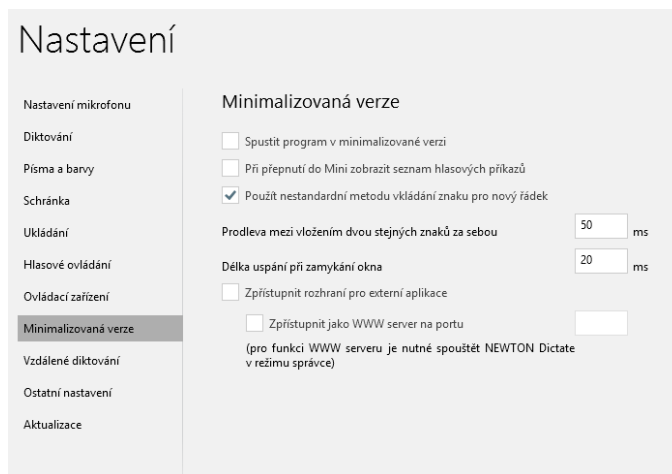 Nastavení
Nastavení mikrofonu
Diktování
Písma a barvy
Schránka
Ukládání
Hlasové ovládání
Ovládací zařízení
Minimalizovaná verze
Vzdálené diktování
Ostatní nastavení
Aktualizace
Minimalizovaná verze
Spustit program v minimalizované verzi
Při přepnutí do Mini zobrazit seznam hlasových příkazů
Použít nestandardní metodu vkládání znaku pro nový řádek
Prodleva mezi vložením dvou stejných znaků za sebou 50 ms
Délka uspání při zamykání okna 20 ms
Zpřístupnit rozhraní pro externí aplikace
Zpřístupnit jako WWW server na portu
(pro funkci WWW serveru je nutné spouštět NEWTON Dictate
v režimu správce)